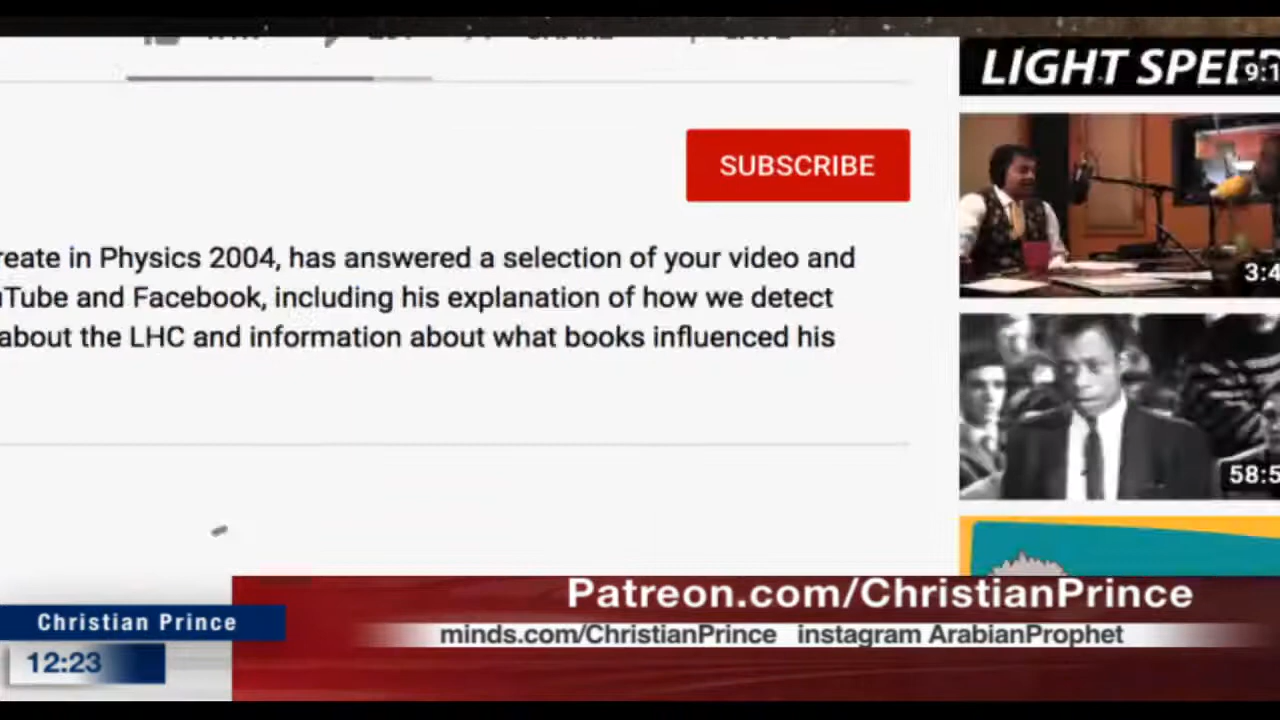 LIGHT SPEE
9:1
SUBSCRIBE
reate in Physics 2004, has answered a selection of your video and
Tube and Facebook, including his explanation of how we detect
about the LHC and information about what books influenced his
3:4
58:5
Patreon.com/ChristianPrince
Christian Prince
minds.com/ChristianPrince instagram ArabianProphet
12:23